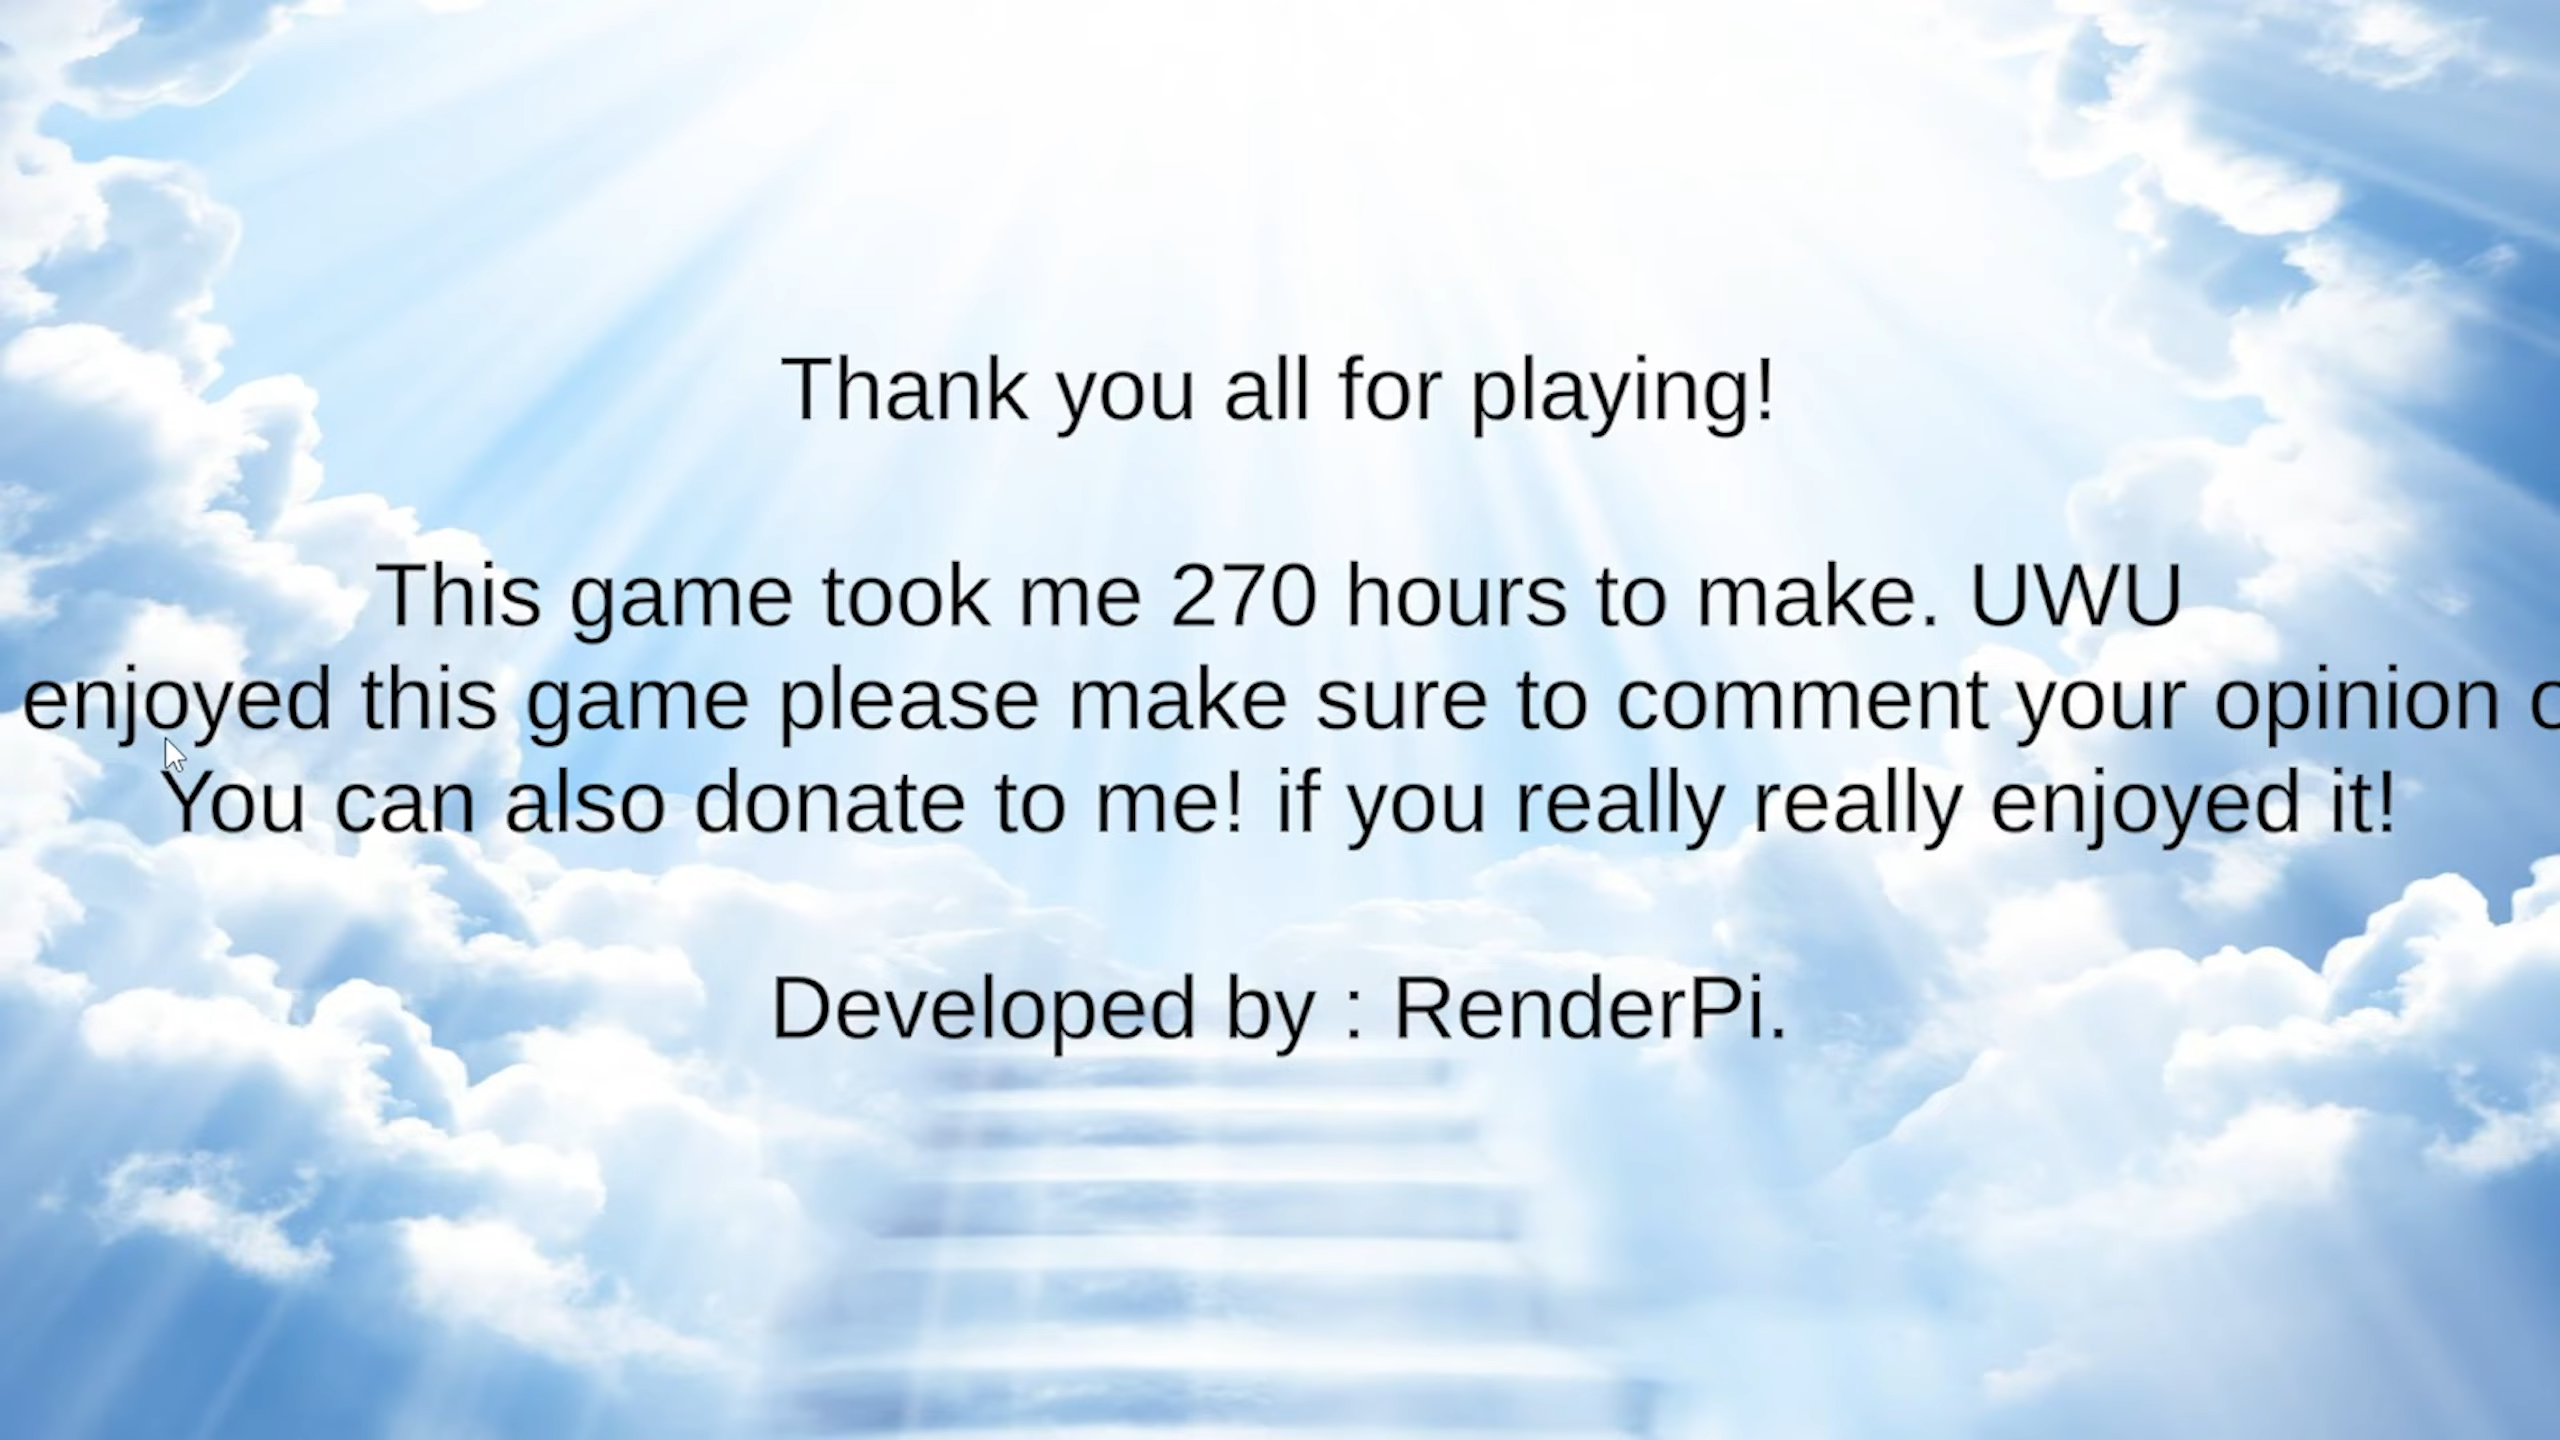 Thank you all for playing!
This game took me 270 hours to make. UWU
enjoyed this game please make sure to comment your opinion
You can also donate to me! if you really really enjoyed it!
Developed by : RenderPi.